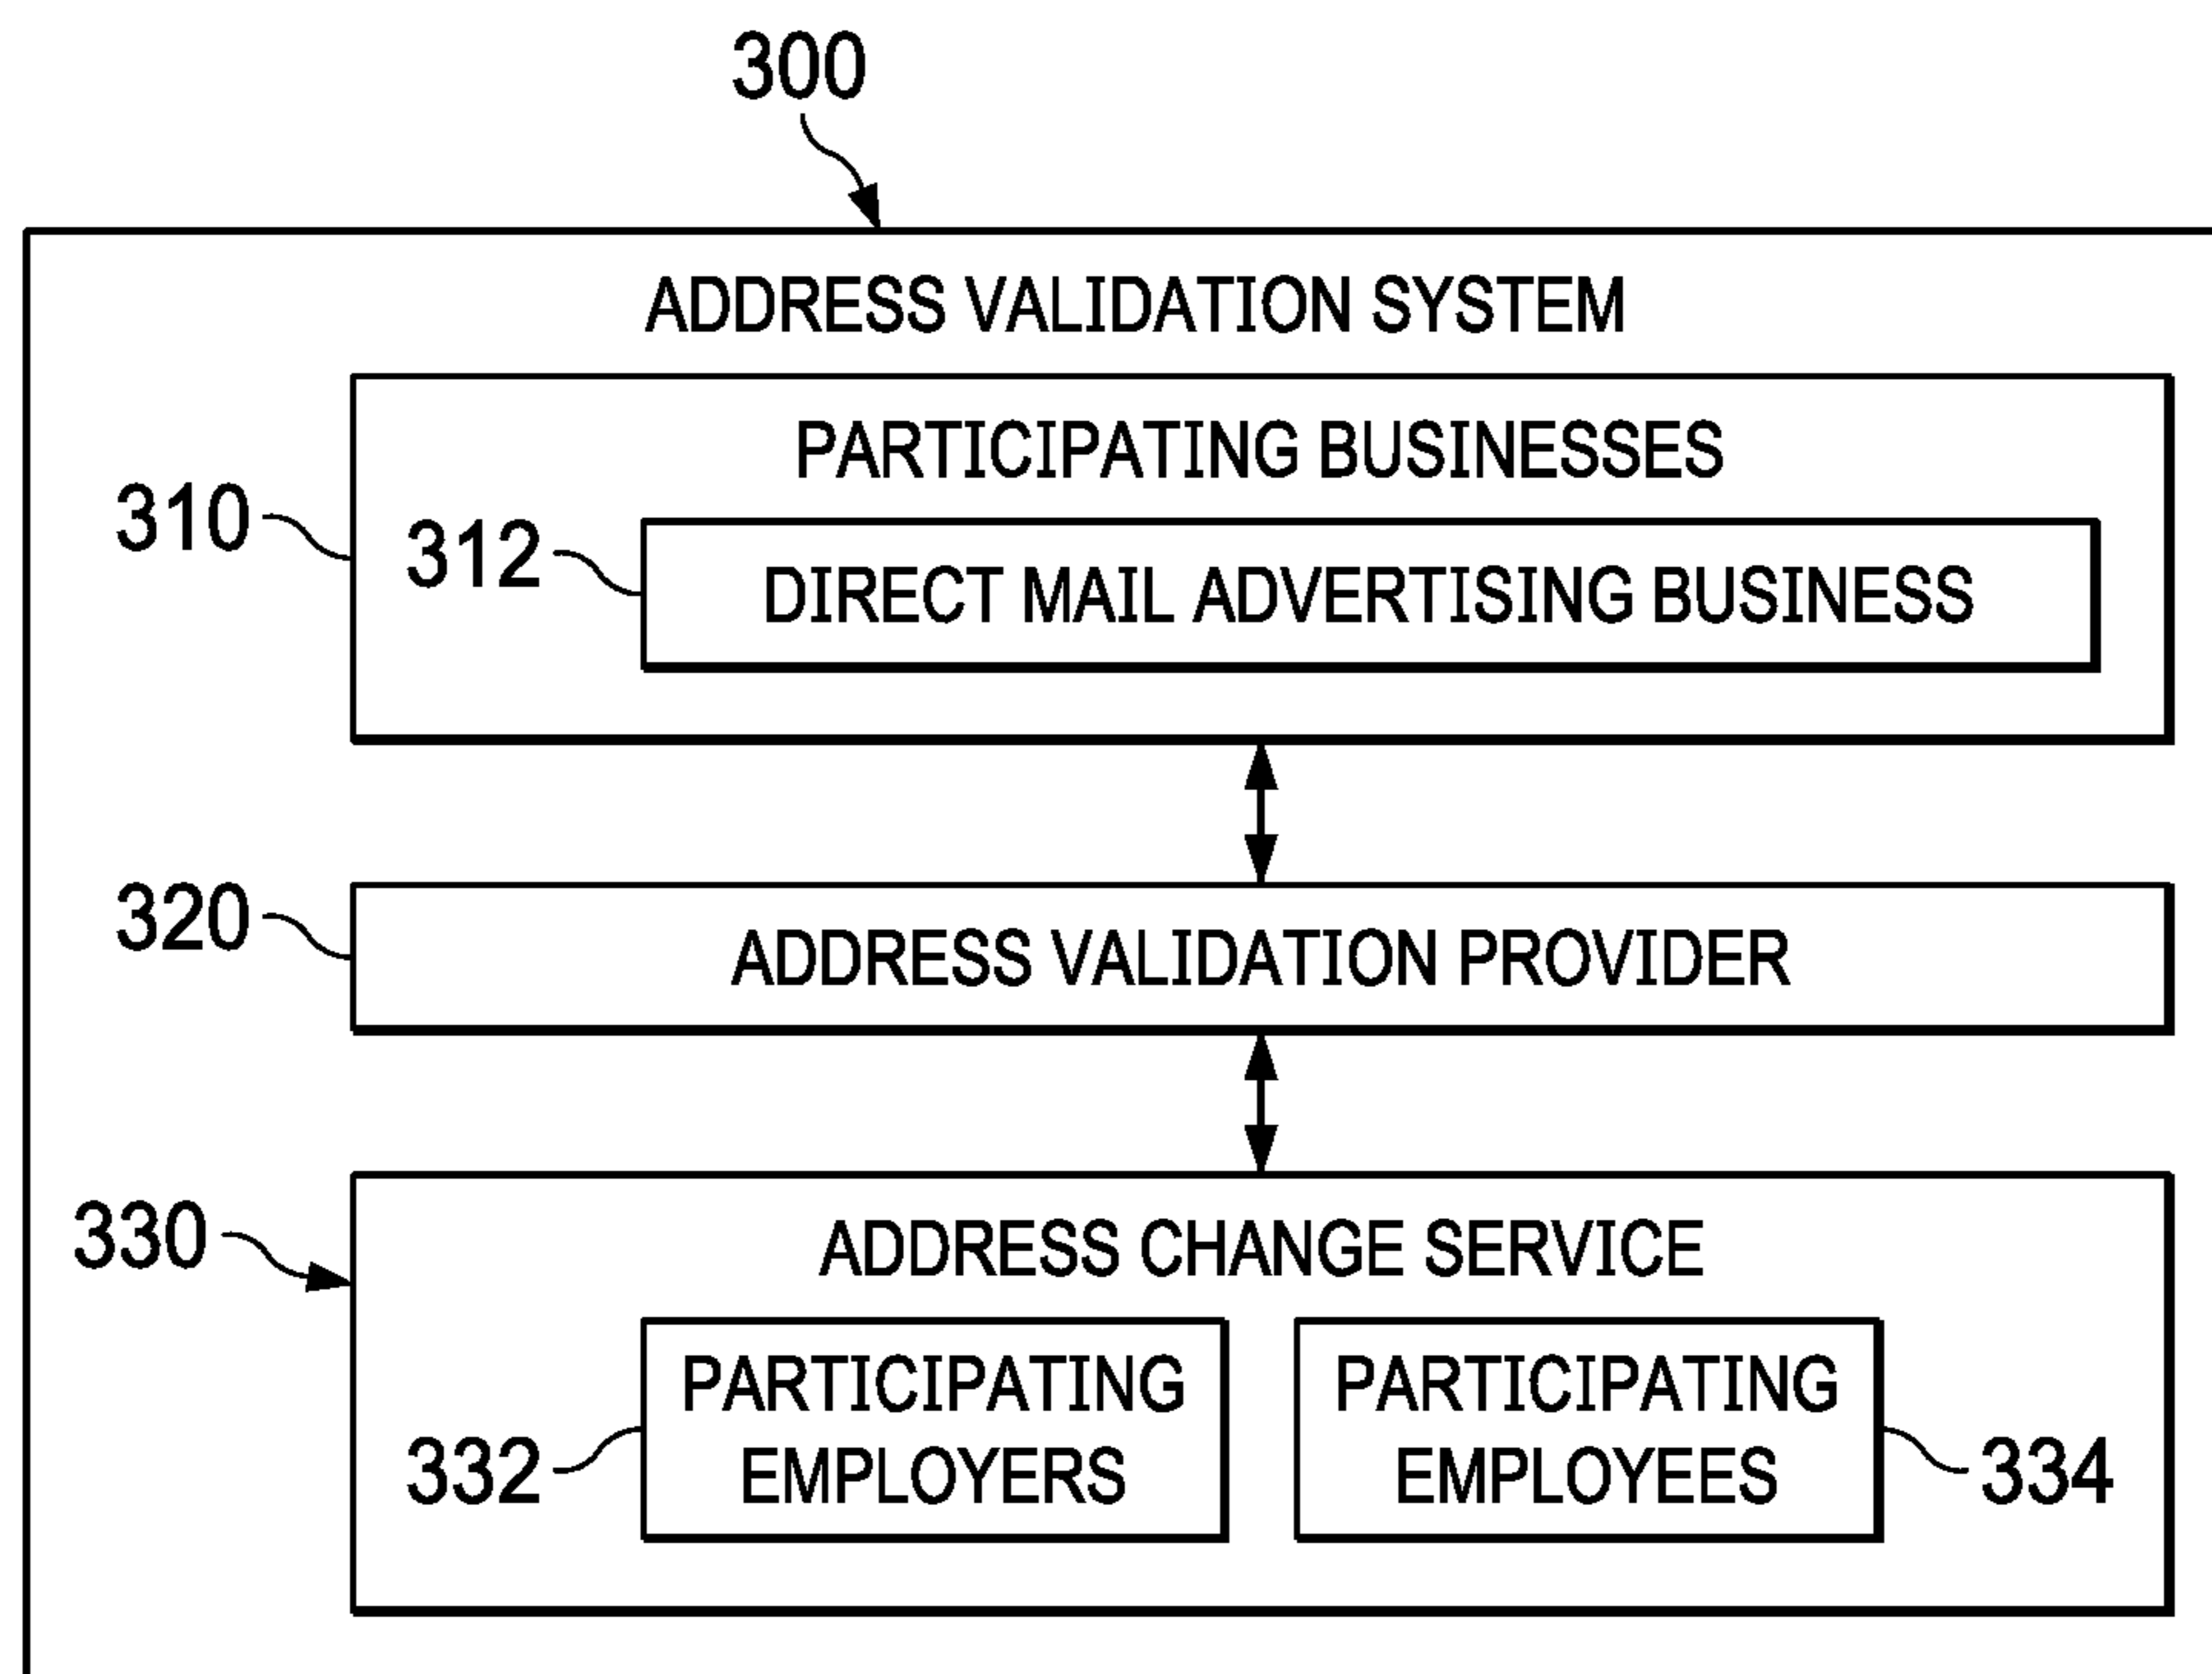 300
ADDRESS VALIDATION SYSTEM
PARTICIPATING BUSINESSES
310
312
DIRECT MAIL ADVERTISING BUSINESS
320
ADDRESS VALIDATION PROVIDER
330
ADDRESS CHANGE SERVICE
PARTICIPATING
EMPLOYERS
332
PARTICIPATING
EMPLOYEES
334